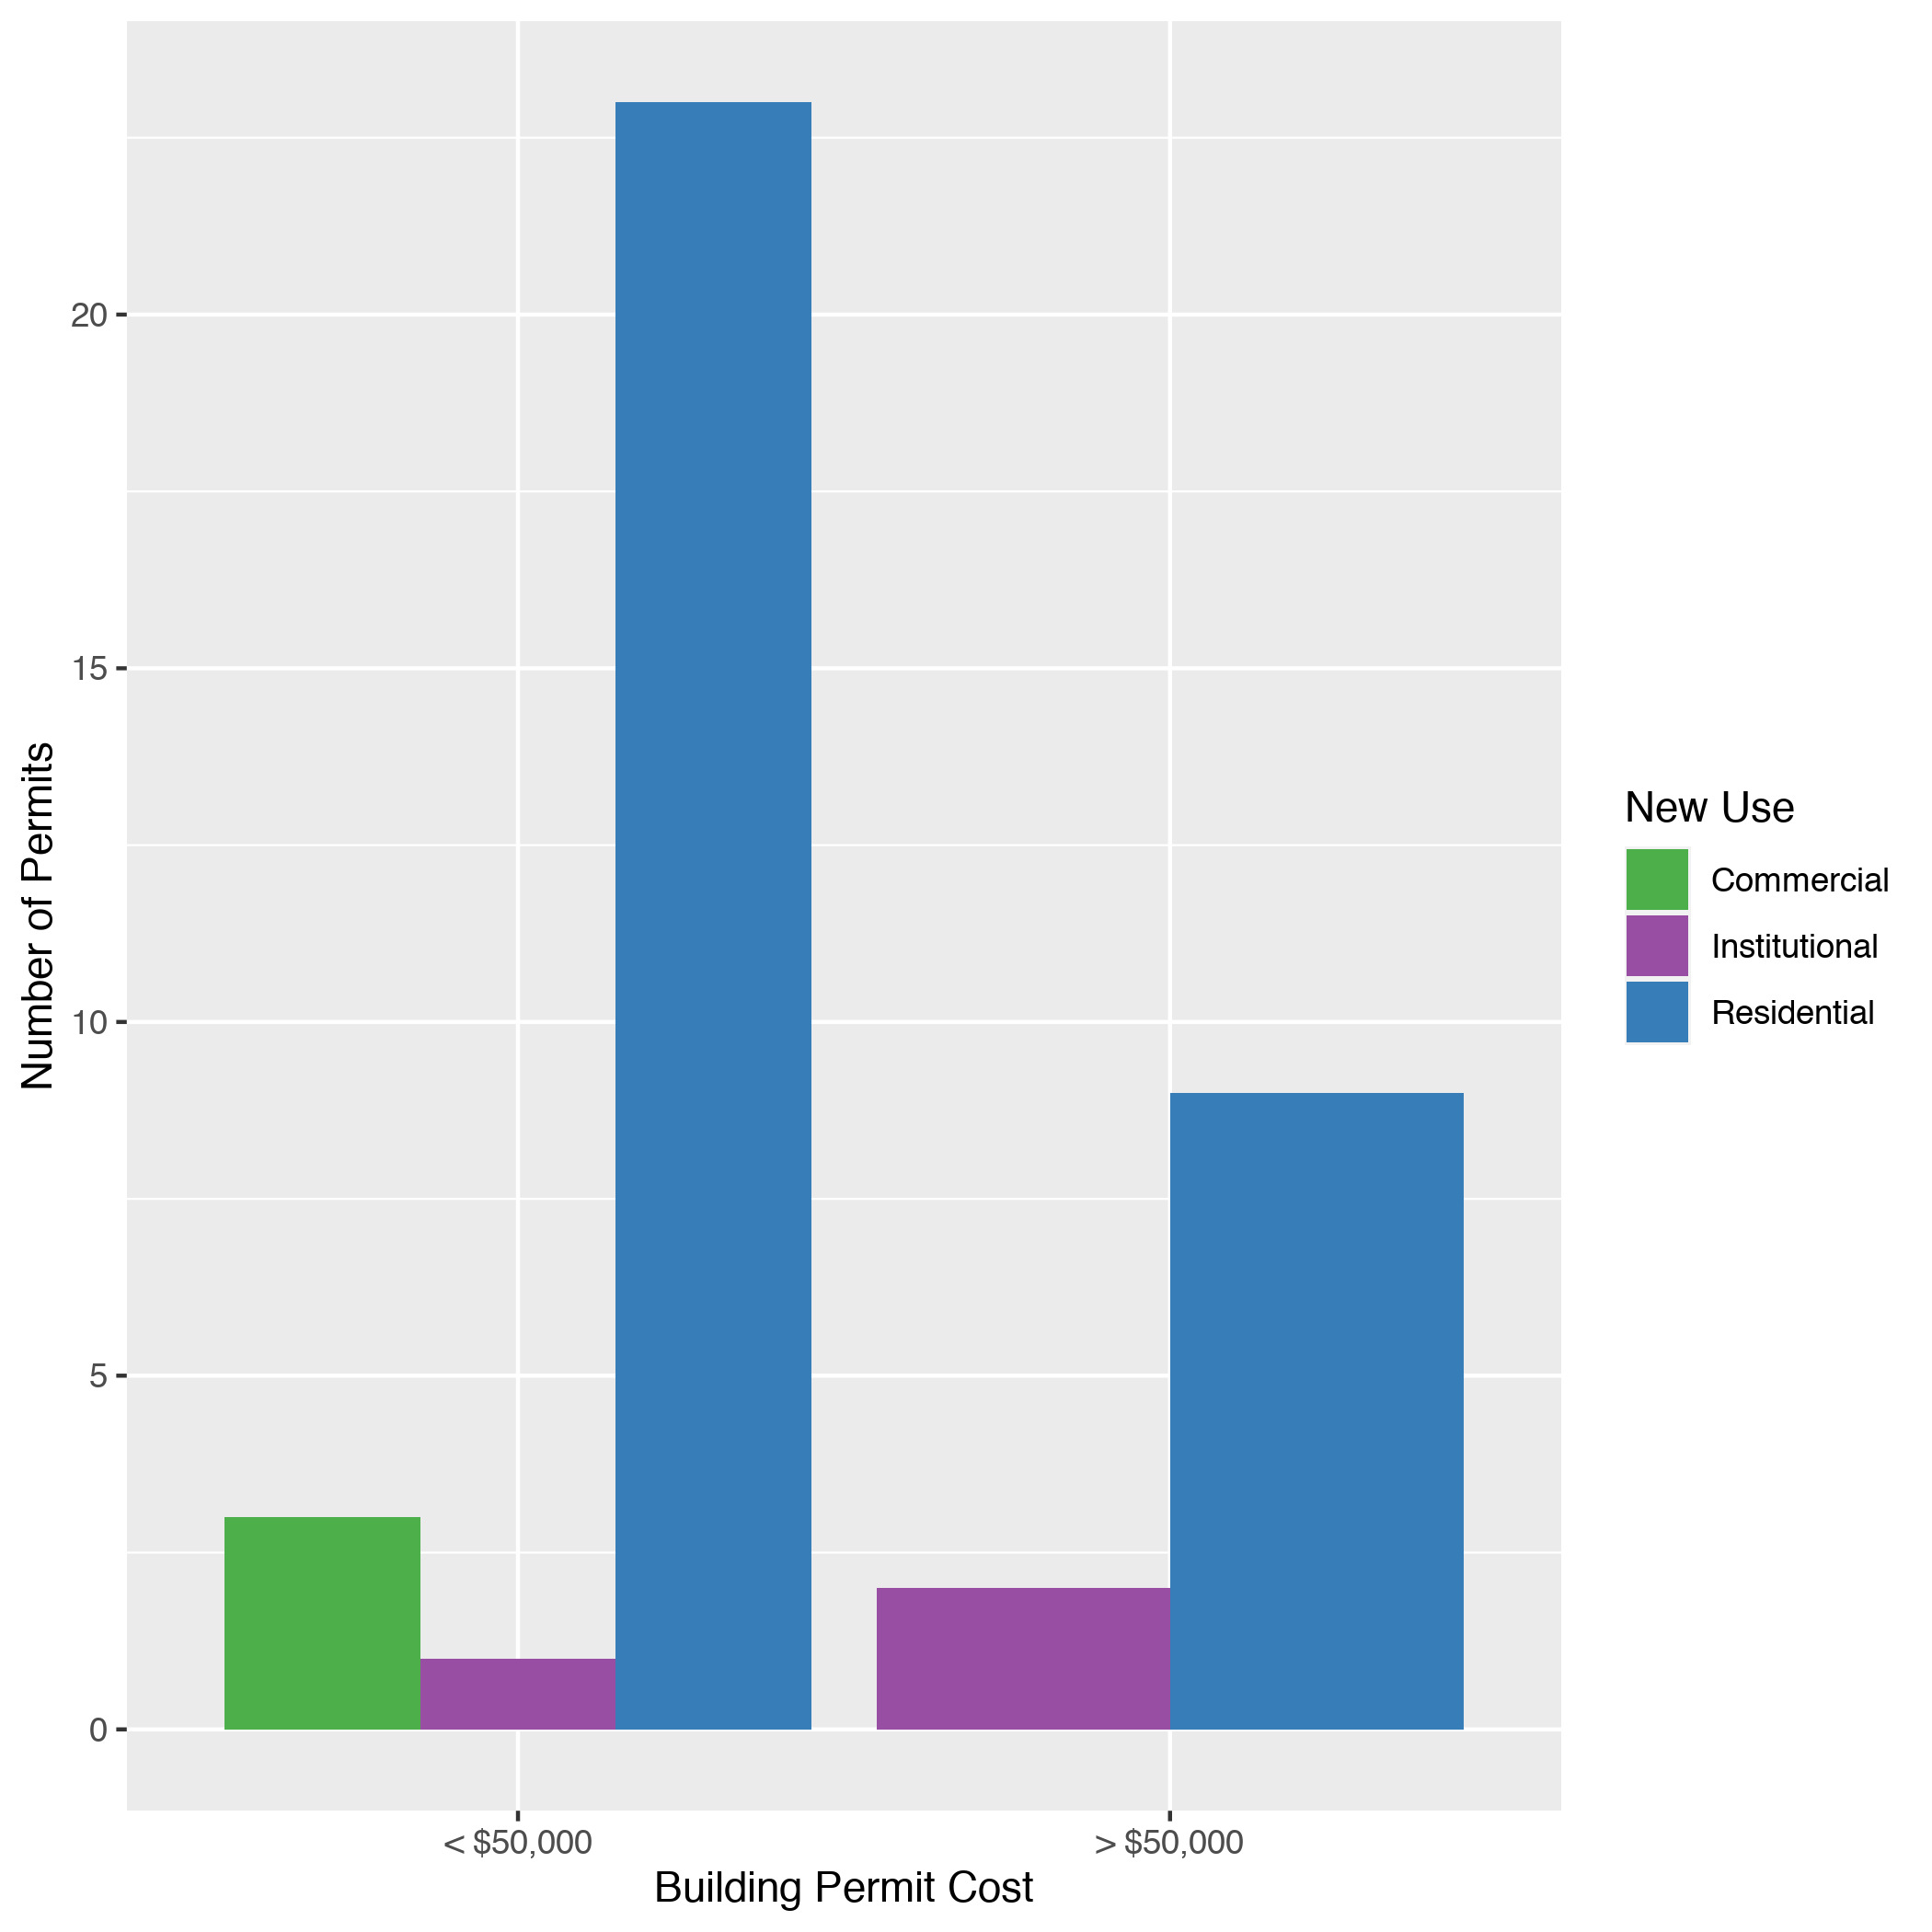 Number of Permits
20
15
10
5
0
< $50,000
> $50,000
Building Permit Cost
New Use
Commercial
Institutional
Residential